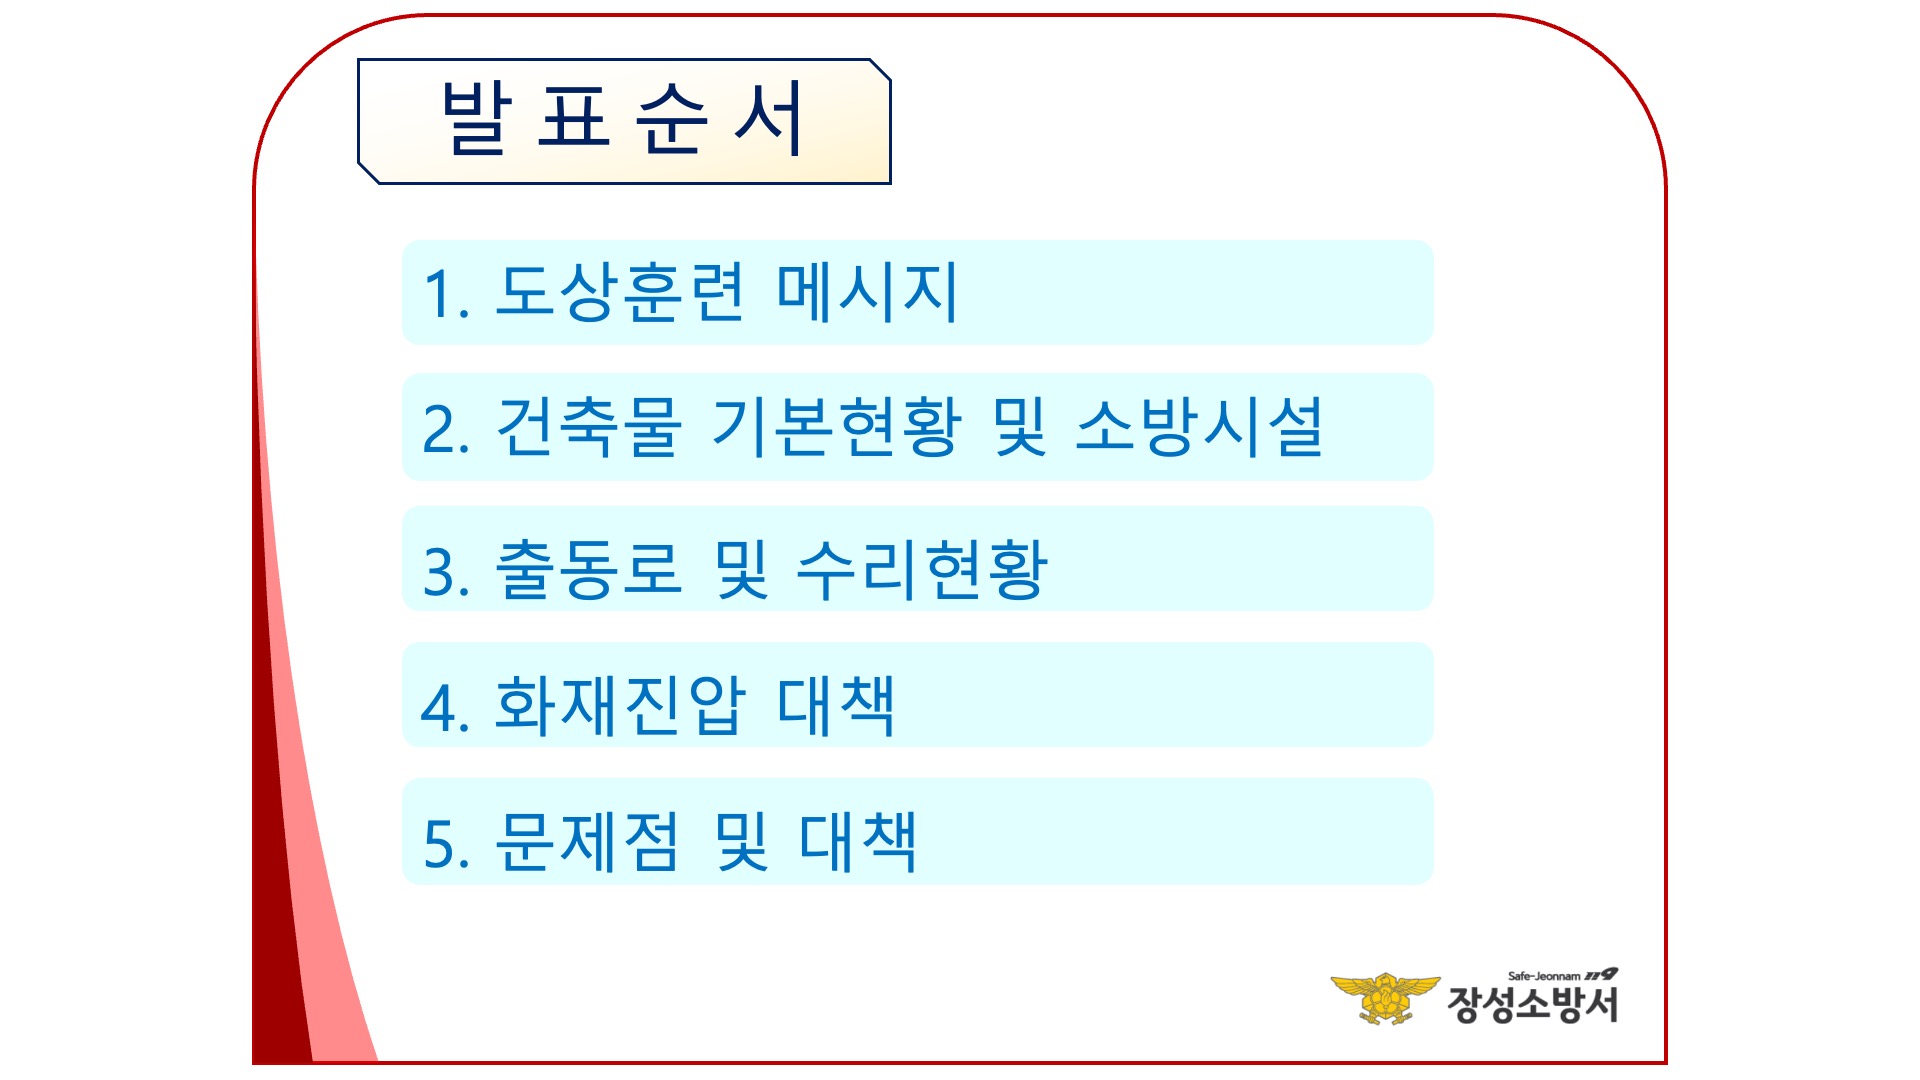 발 표 순 서
1. 도상훈련 메시지
2. 건축물 기본현황 및 소방시설
3. 출동로 및 수리현황
4. 화재진압 대책
5. 문제점 및 대책
Safe-Jeonnam 119
장성소방서